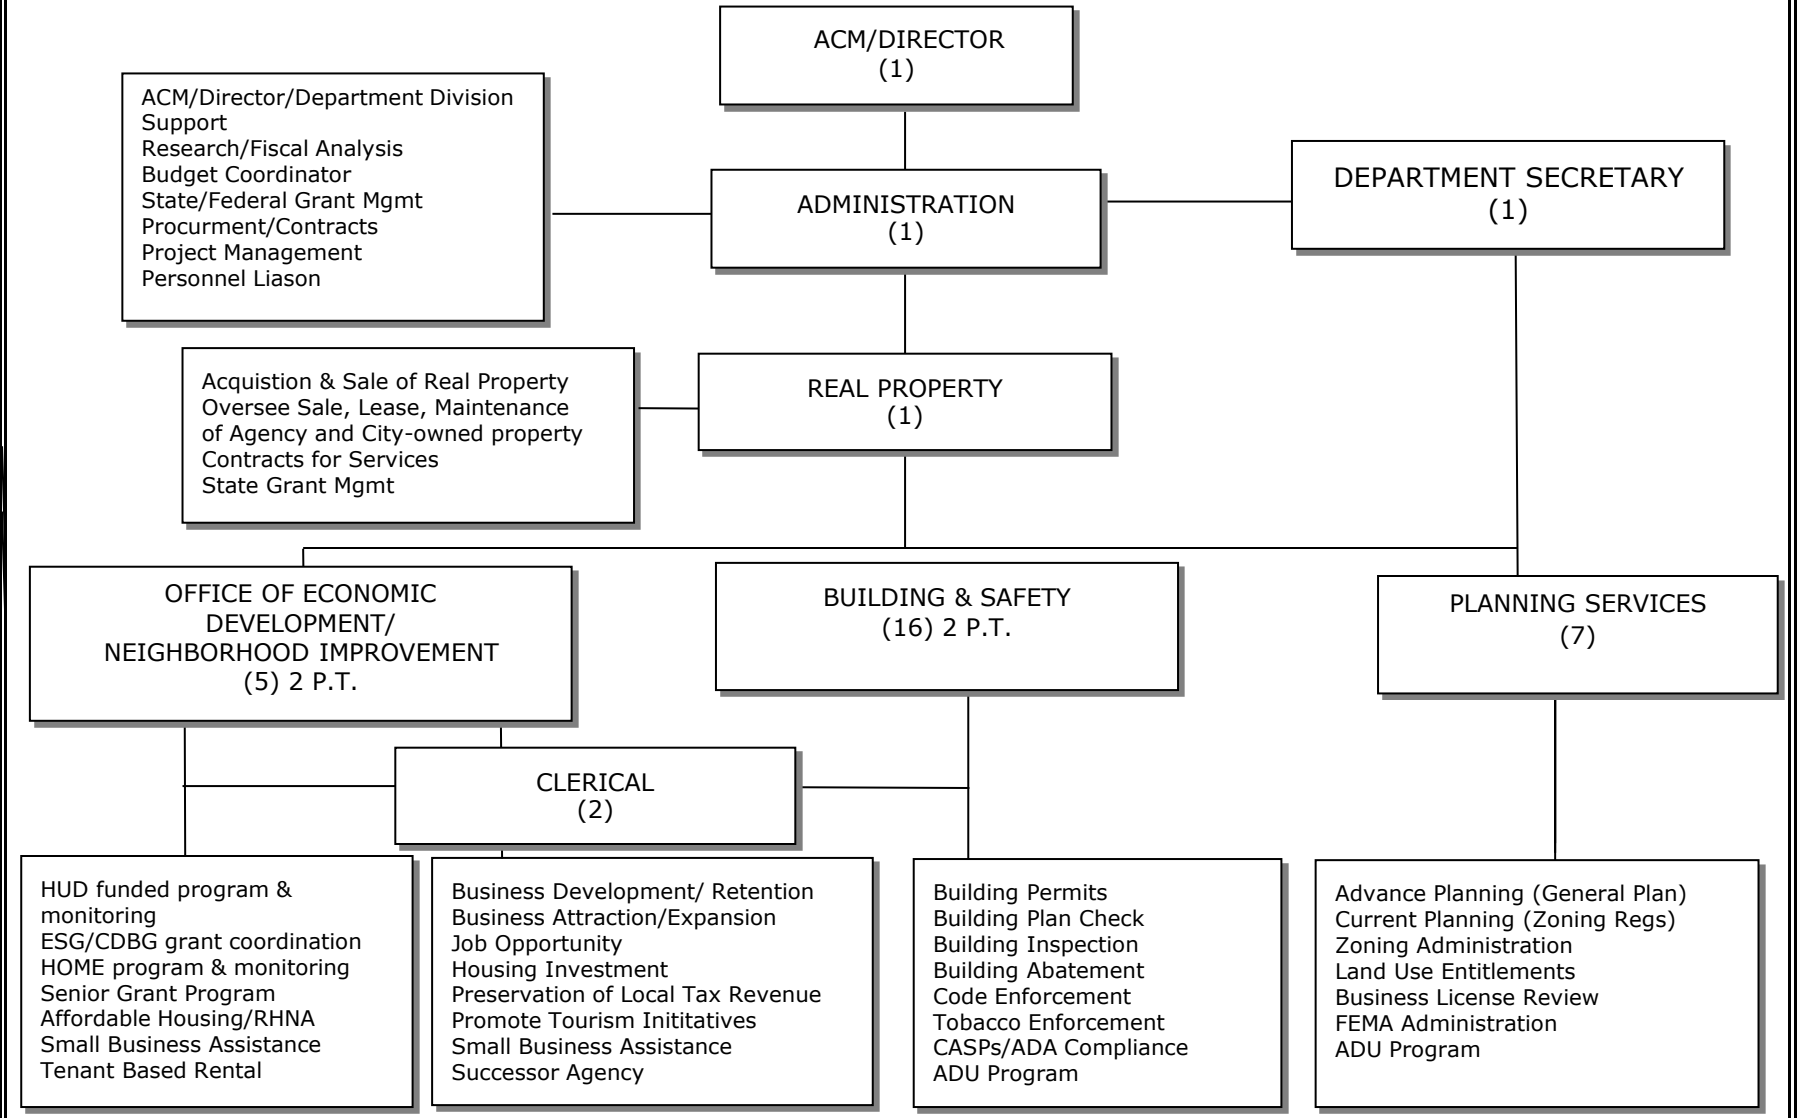 ACM/DIRECTOR
(1)
ACM/Director/Department Division
Support
Research/Fiscal Analysis
Budget Coordinator
State/Federal Grant Mgmt
Procurment/Contracts
Project Management
Personnel Liason
ADMINISTRATION
(1)
DEPARTMENT SECRETARY
(1)
Acquistion & Sale of Real Property
Oversee Sale, Lease, Maintenance
of Agency and City-owned property
Contracts for Services
State Grant Mgmt
REAL PROPERTY
(1)
OFFICE OF ECONOMIC
DEVELOPMENT/
NEIGHBORHOOD IMPROVEMENT
(5) 2 P.T.
BUILDING & SAFETY
(16) 2 P.T.
PLANNING SERVICES
(7)
CLERICAL
(2)
HUD funded program &
monitoring
ESG/CDBG grant coordination
HOME program & monitoring
Senior Grant Program
Affordable Housing/RHNA
Small Business Assistance
Tenant Based Rental
Business Development/ Retention
Business Attraction/Expansion
Job Opportunity
Housing Investment
Preservation of Local Tax Revenue
Promote Tourism Inititatives
Small Business Assistance
Successor Agency
Building Permits
Building Plan Check
Building Inspection
Building Abatement
Code Enforcement
Tobacco Enforcement
CASPs/ADA Compliance
ADU Program
Advance Planning (General Plan)
Current Planning (Zoning Regs)
Zoning Administration
Land Use Entitlements
Business License Review
FEMA Administration
ADU Program